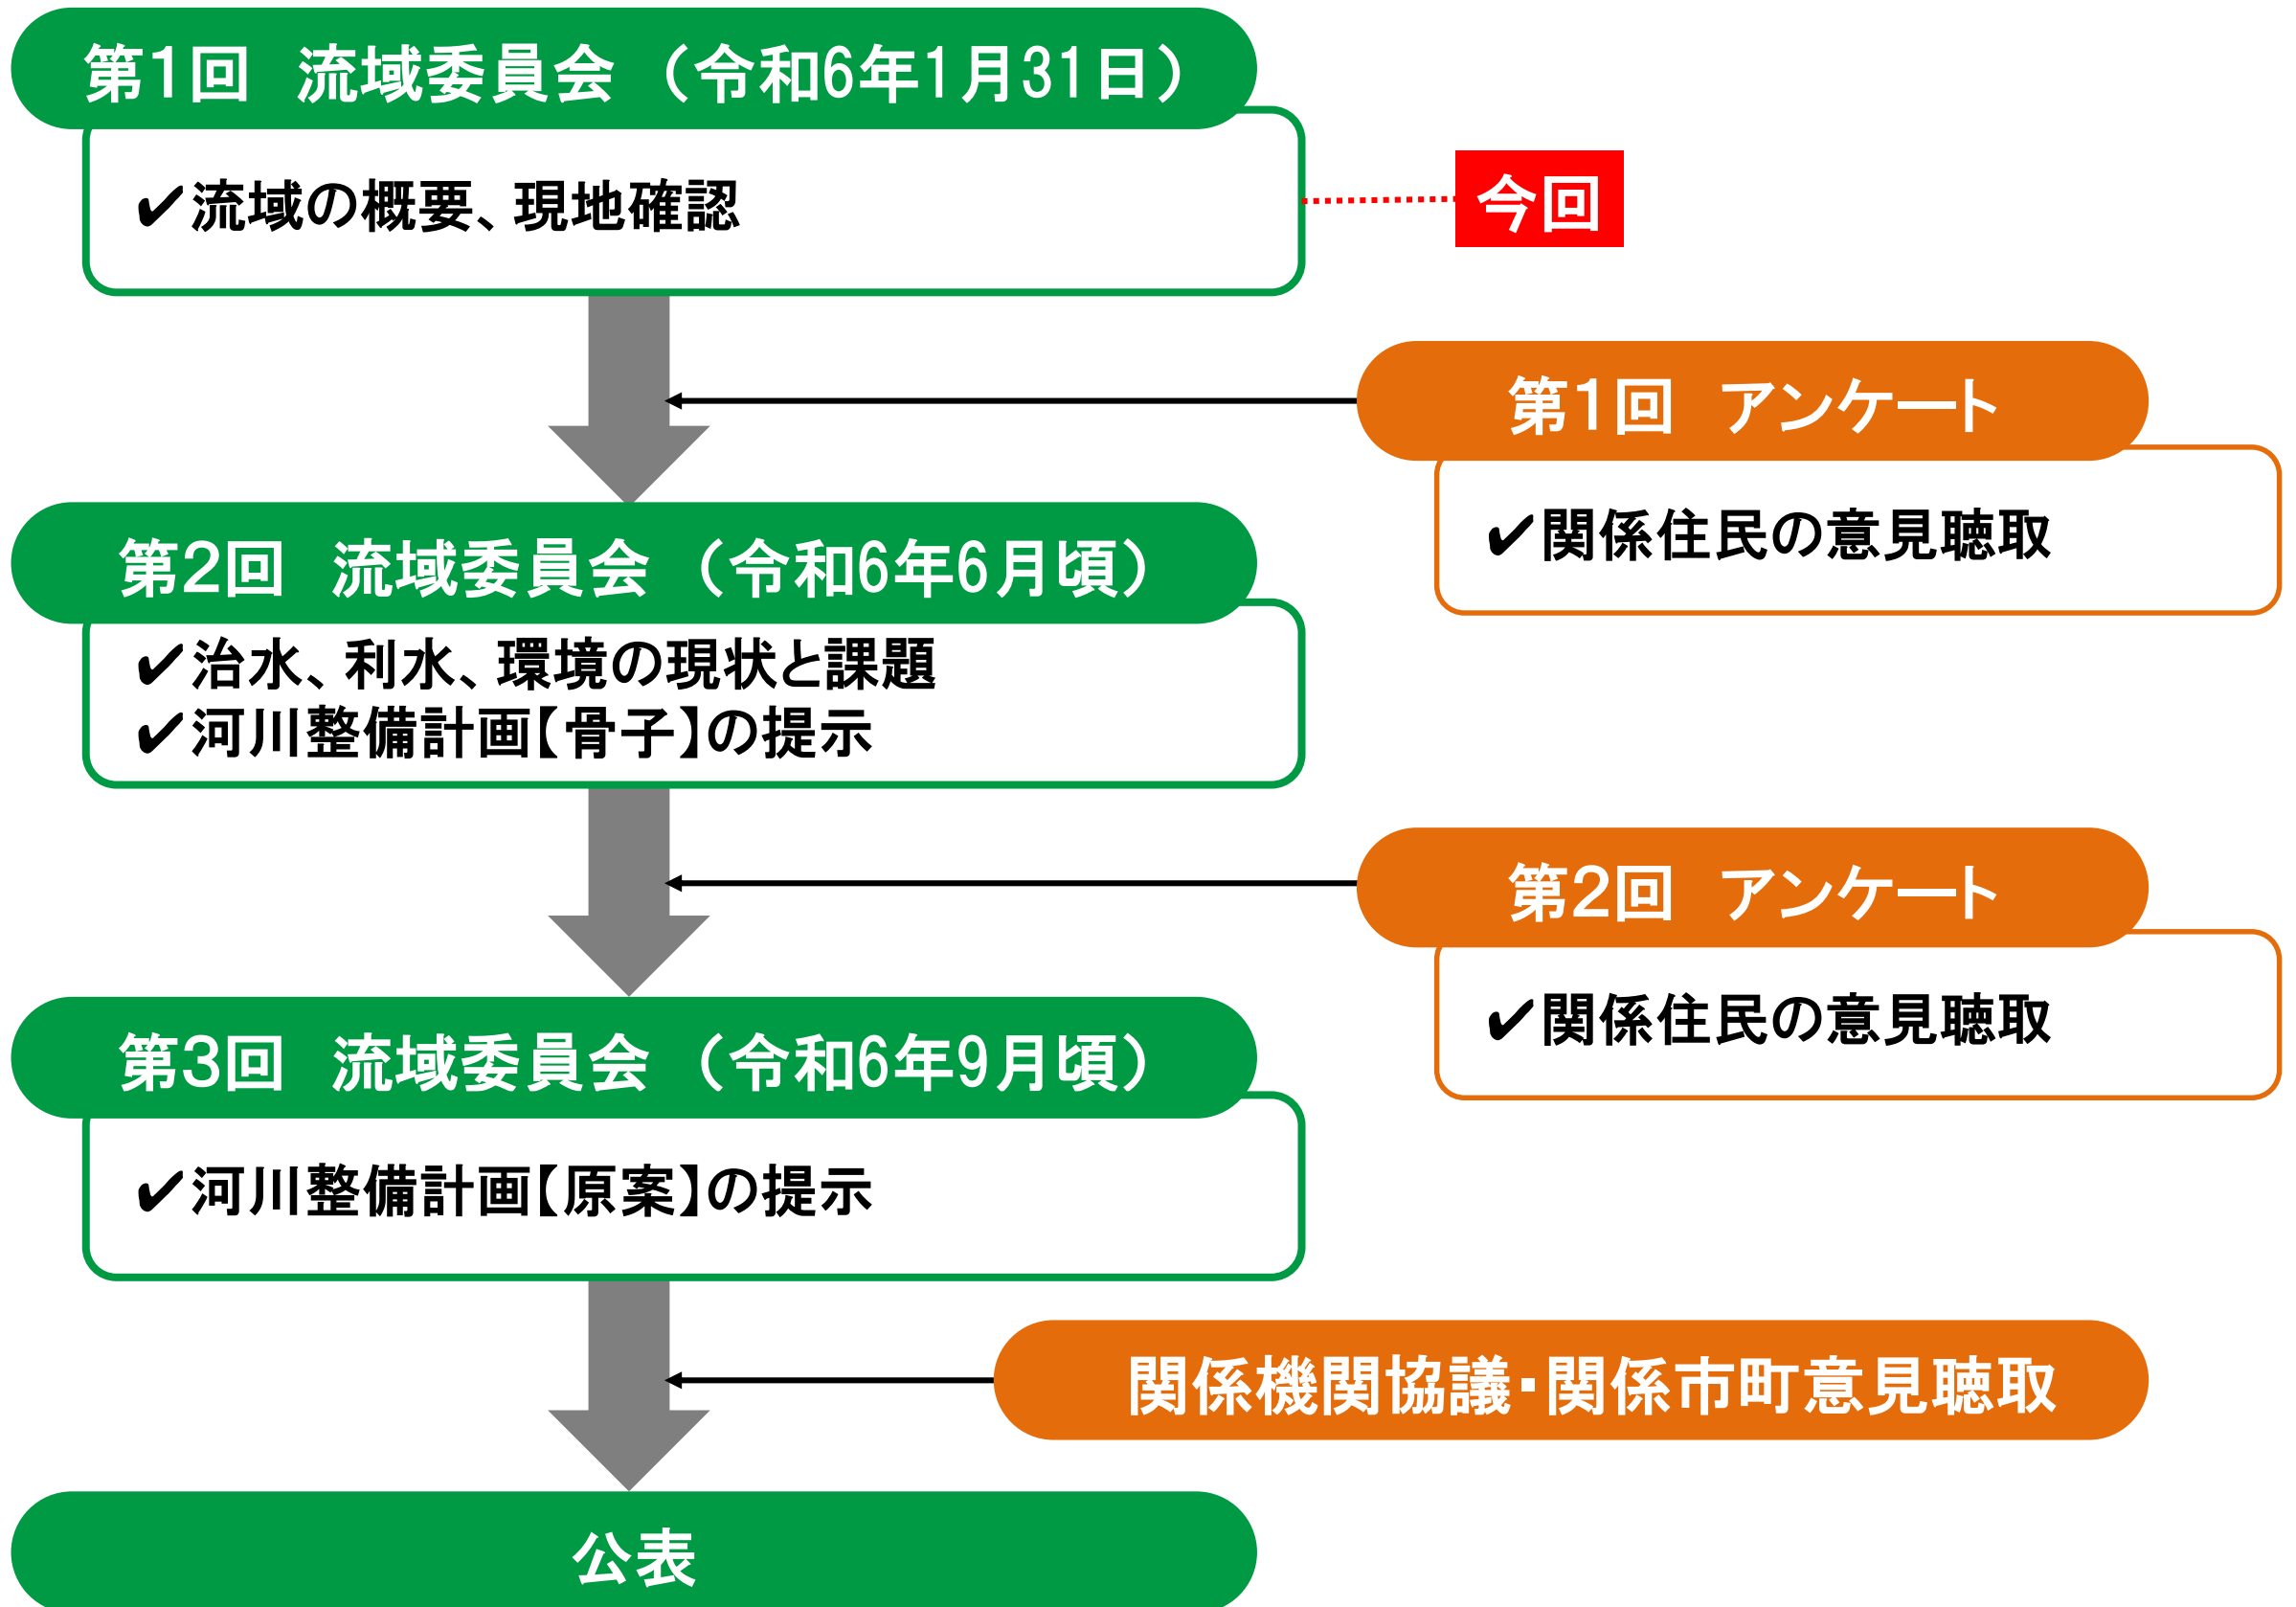 第1回　流域委員会　（令和6年1月31日）
✔流域の概要、現地確認
今回
第1回　アンケート
✔関係住民の意見聴取
第2回　流域委員会　（令和6年6月頃）
✔治水、利水、環境の現状と課題
✔河川整備計画【骨子】の提示
第2回　アンケート
✔関係住民の意見聴取
第3回　流域委員会　（令和6年9月頃）
✔河川整備計画【原案】の提示
関係機関協議・関係市町意見聴取
公表